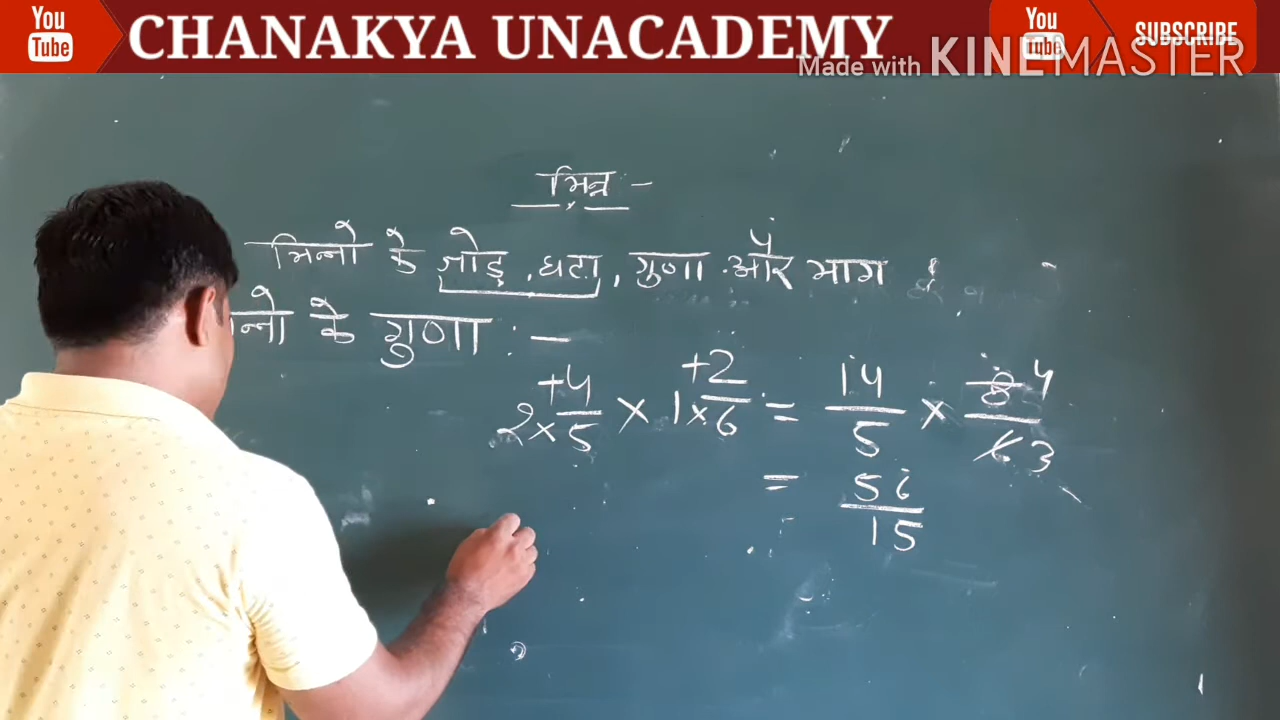 You Tube CHANAKYA UNACADEMY You Tube SUBSCRIBE
Made with KINEMASTER
भिन्न -
भिन्नो के जोड़, घटा, गुणा और भाग
न्नो के गुणा :-
2 × +4/5 × 1 × +2/6 = 14/5 × 8 4/6 3
= 56/15